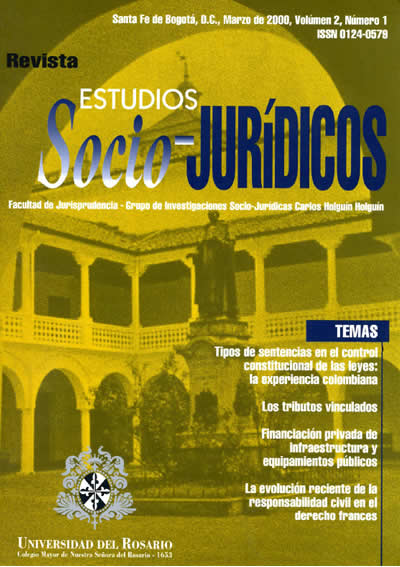 Santa Fe de Bogotá, D.C., Marzo de 2000, Volúmen 2, Número 1
ISSN 0124-0579
Revista
ESTUDIOS
Socio-JURÍDICOS
Facultad de Jurisprudencia - Grupo de Investigaciones Socio-Jurídicas Carlos Holguín Holguín
TEMAS
Tipos de sentencias en el control
constitucional de las leyes:
la experiencia colombiana
Los tributos vinculados
Financiación privada de
infraestructura y
equipamientos públicos
La evolución reciente de la
responsabilidad civil en el
derecho frances
UNIVERSIDAD DEL ROSARIO
Colegio Mayor de Nuestra Señora del Rosario - 1653